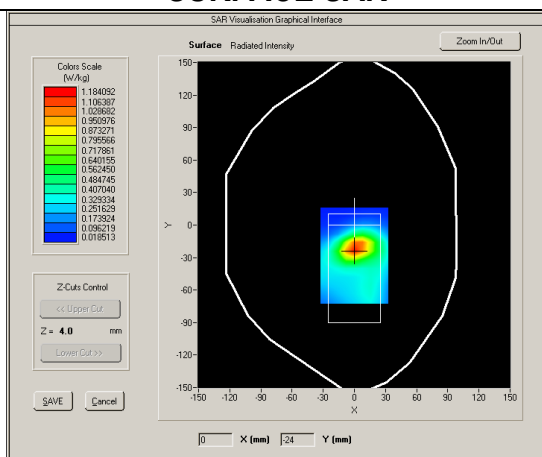 SAR Visualisation Graphical Interface
Surface Radiated Intensity
Zoom In/Out
Colors Scale
(W/kg)
1.184092
1.106387
1.028682
0.950976
0.873271
0.795566
0.717861
0.640155
0.562450
0.484745
0.407040
0.329334
0.251629
0.173924
0.096219
0.018513
Z-Cuts Control
<< Upper Cut
Z = 4.0 mm
Lower Cut >>
SAVE
Cancel
150
120
90
60
30
0
-30
-60
-90
-120
-150
Y
-150 -120 -90 -60 -30 0 30 60 90 120 150
X
0 X (mm) -24 Y (mm)